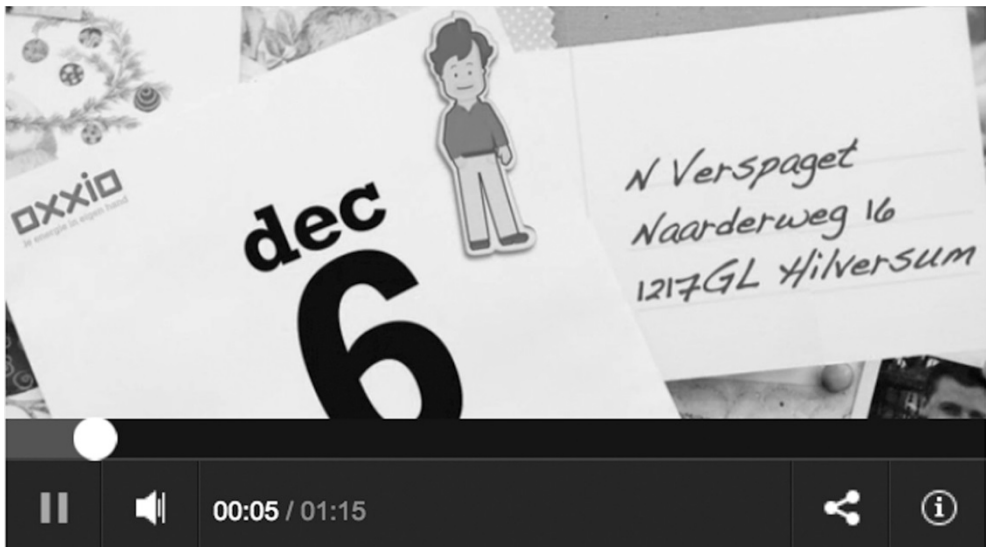 oxxio
je energie in eigen hand
dec
6
N Verspaget
Naarderweg 16
1217GL Hilversum
00:05 / 01:15